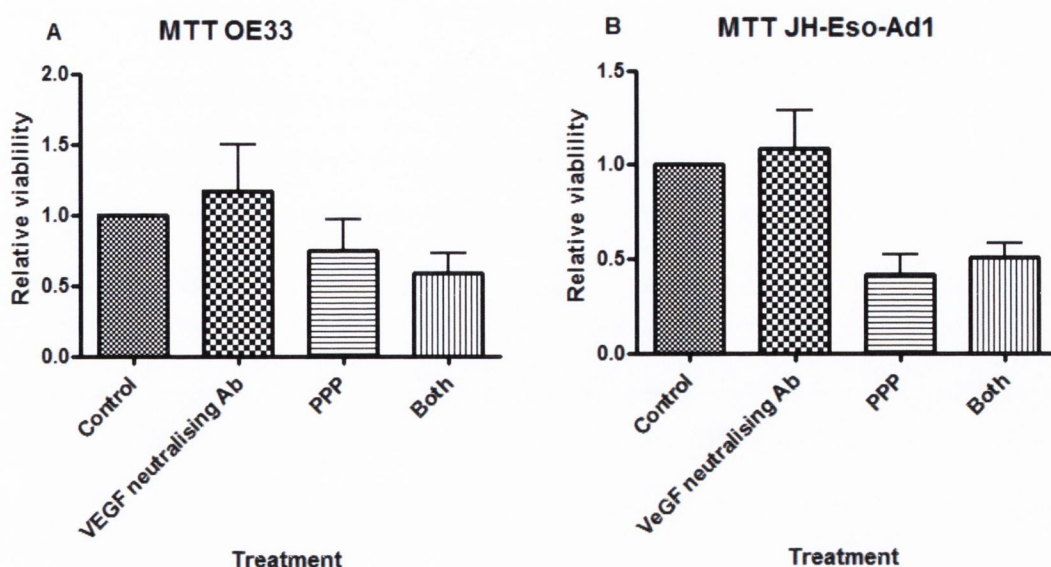 A MTT OE33
Relative viablility
2.0
1.5
1.0
0.5
0.0
Control
VEGF neutralising Ab
PPP
Both
Treatment
B MTT JH-Eso-Ad1
Relative viablility
1.5
1.0
0.5
0.0
Control
VeGF neutralising Ab
PPP
Both
Treatment